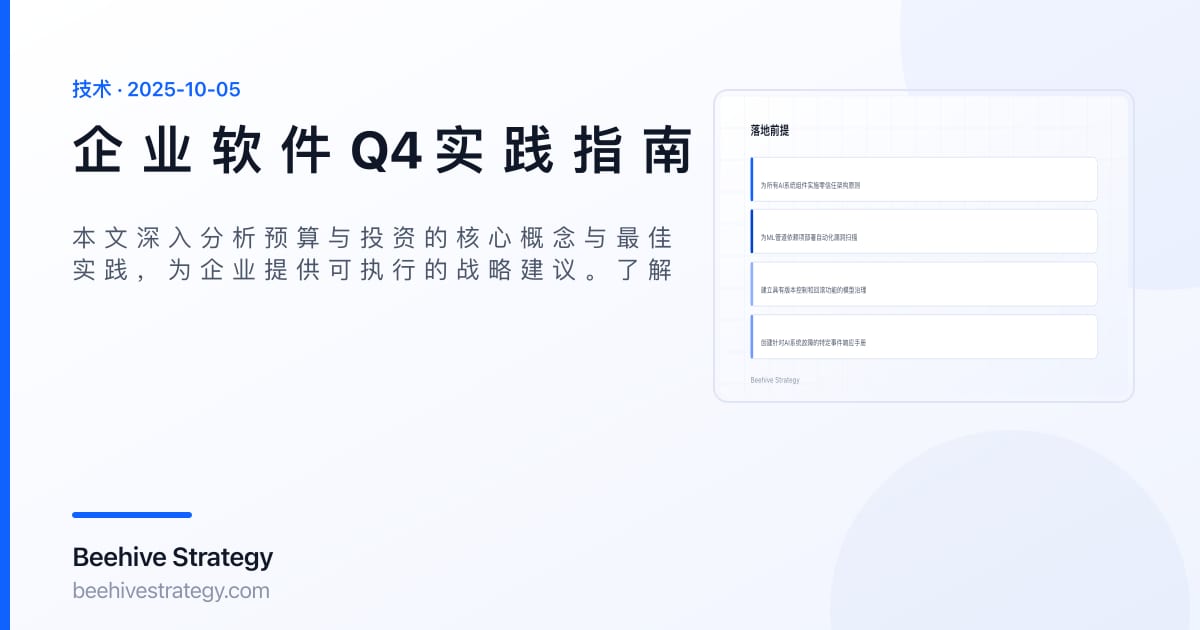 技术 · 2025-10-05
企业软件Q4实践指南
本文深入分析预算与投资的核心概念与最佳
实践，为企业提供可执行的战略建议。了解
落地前提
为所有AI系统组件实施零信任架构原则
为ML管道依赖项部署自动化漏洞扫描
建立具有版本控制和回滚功能的模型治理
创建针对AI系统故障的特定事件响应手册
Beehive Strategy
Beehive Strategy
beehivestrategy.com